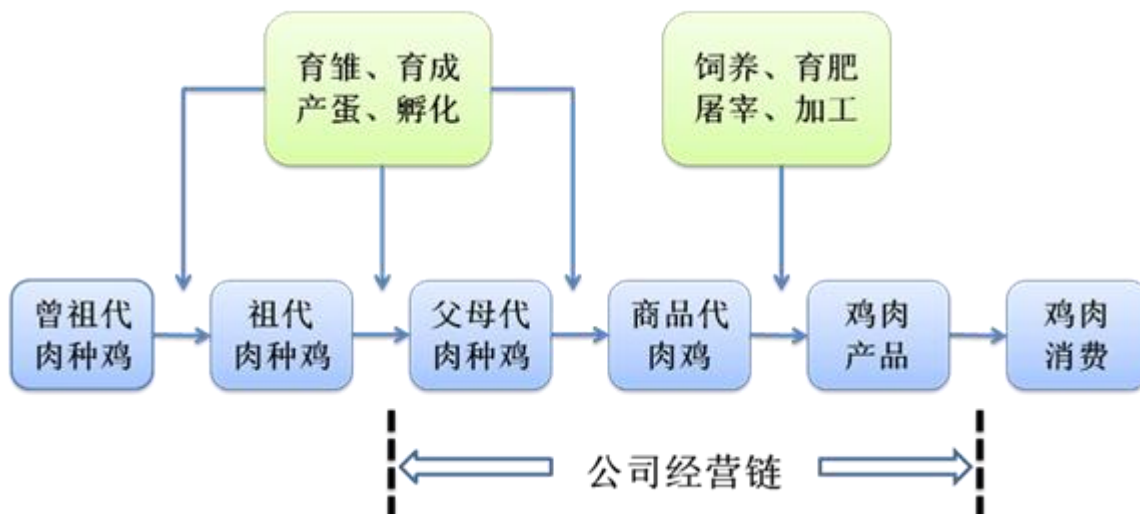 育雏、育成
产蛋、孵化
饲养、育肥
屠宰、加工
曾祖代
肉种鸡
祖代
肉种鸡
父母代
肉种鸡
商品代
肉鸡
鸡肉
产品
鸡肉
消费
公司经营链